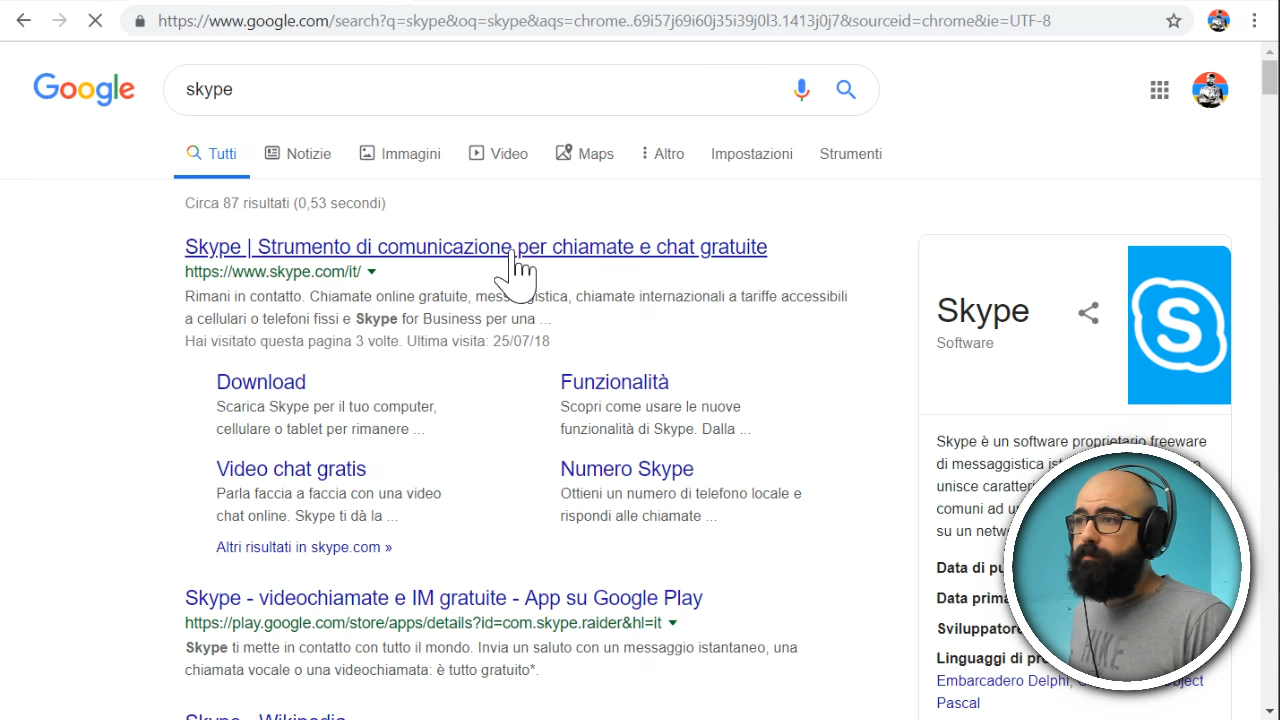 https://www.google.com/search?q=skype&oq=skype&aqs=chrome..69i57j69i60j35i39j0l3.1413j0j7&sourceid=chrome&ie=UTF-8
Google
skype
Tutti
Notizie
Immagini
Video
Maps
Altro
Impostazioni
Strumenti
Circa 87 risultati (0,53 secondi)
Skype | Strumento di comunicazione per chiamate e chat gratuite
https://www.skype.com/it/
Rimani in contatto. Chiamate online gratuite, chiamate internazionali a tariffe accessibili
a cellulari o telefoni fissi e Skype for Business per una ...
Hai visitato questa pagina 3 volte. Ultima visita: 25/07/18
Download
Scarica Skype per il tuo computer,
cellulare o tablet per rimanere ...
Funzionalità
Scopri come usare le nuove
funzionalità di Skype. Dalla ...
Video chat gratis
Parla faccia a faccia con una video
chat online. Skype ti dà la ...
Numero Skype
Ottieni un numero di telefono locale e
rispondi alle chiamate ...
Altri risultati in skype.com »
Skype - videochiamate e IM gratuite - App su Google Play
https://play.google.com/store/apps/details?id=com.skype.raider&hl=it
Skype ti mette in contatto con tutto il mondo. Invia un saluto con un messaggio istantaneo, una
chiamata vocale o una videochiamata: è tutto gratuito*.
Skype - Wikipedia
Skype
Software
S
Skype è un software proprietario freeware
di messaggistica
unisce
comuni ad
su un
Data di
Data
Sviluppatore
Linguaggi di
Embarcadero Delphi,
Pascal
NIKE